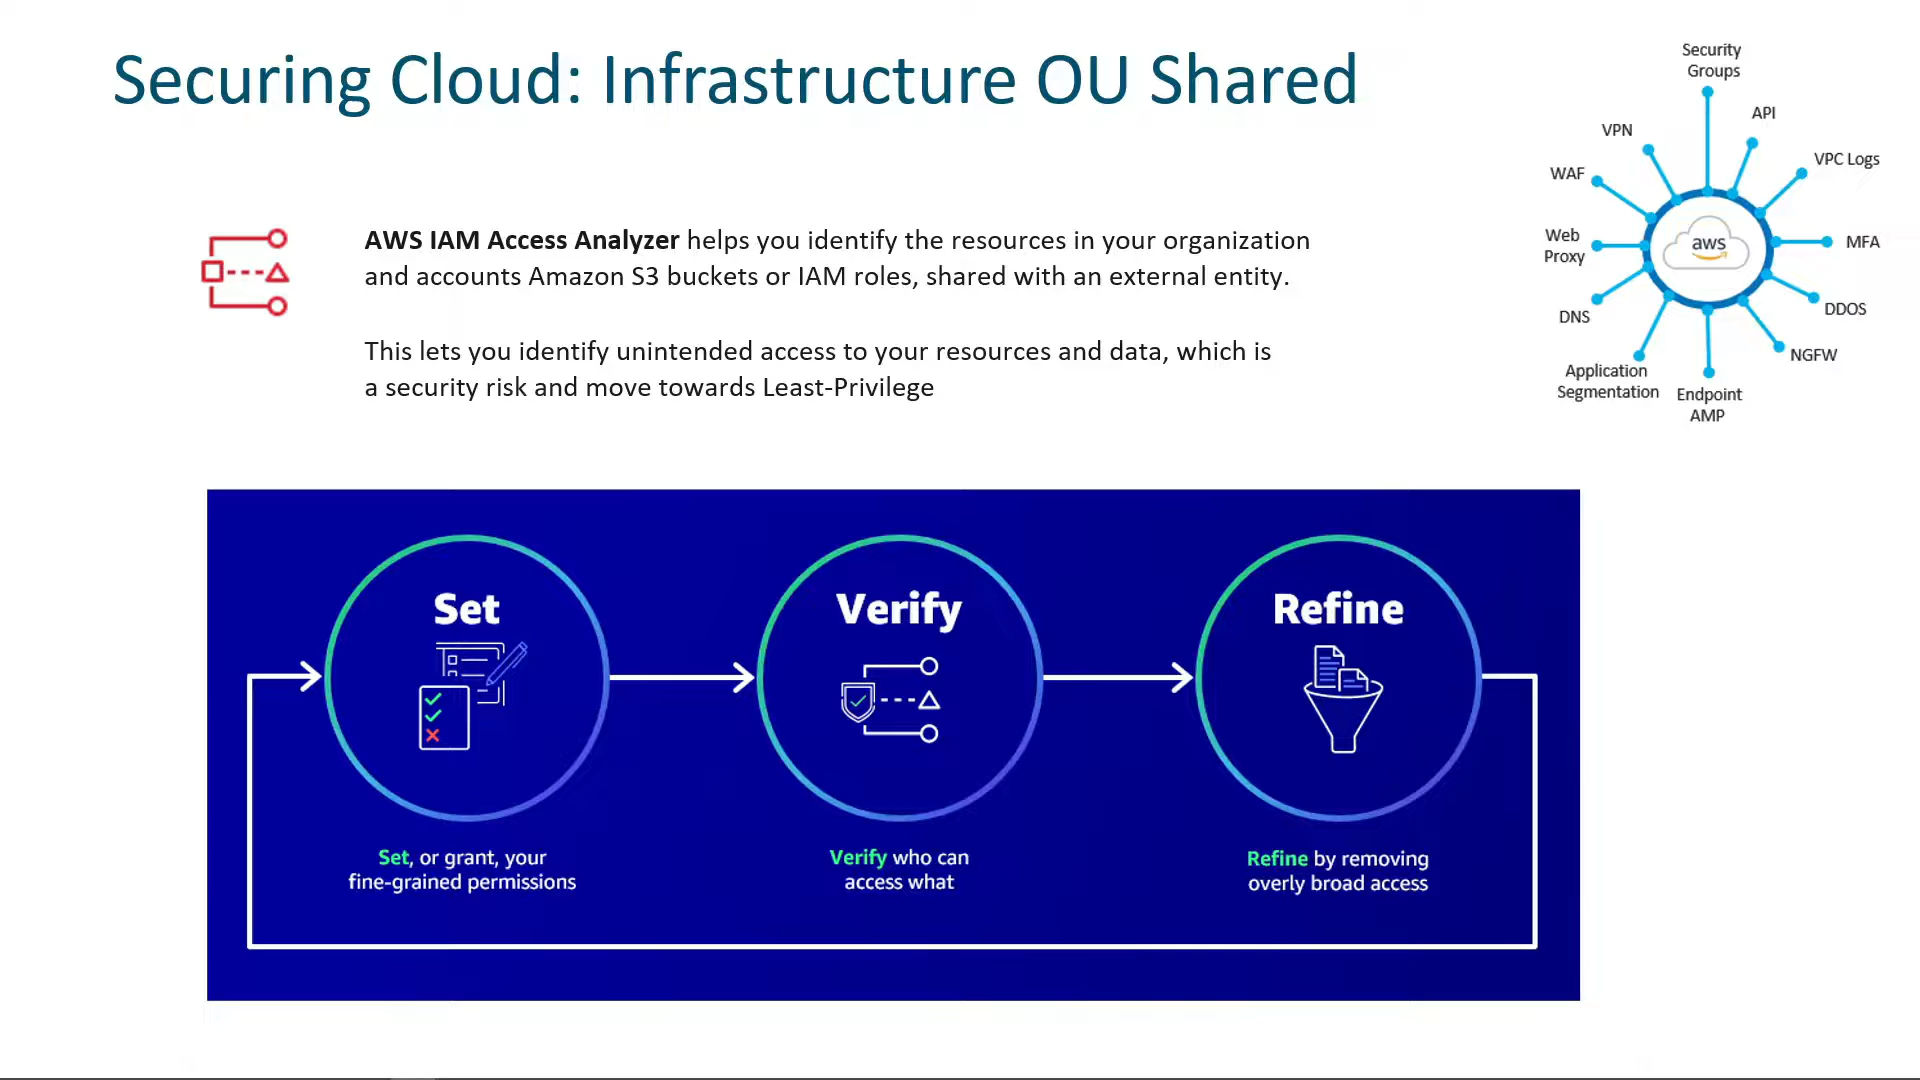 Securing Cloud: Infrastructure OU Shared
AWS IAM Access Analyzer helps you identify the resources in your organization
and accounts Amazon S3 buckets or IAM roles, shared with an external entity.
This lets you identify unintended access to your resources and data, which is
a security risk and move towards Least-Privilege
Security
Groups
API
VPN
VPC Logs
WAF
Web
Proxy
aws
MFA
DNS
DDOS
NGFW
Application
Segmentation
Endpoint
AMP
Set
Verify
Refine
Set, or grant, your
fine-grained permissions
Verify who can
access what
Refine by removing
overly broad access